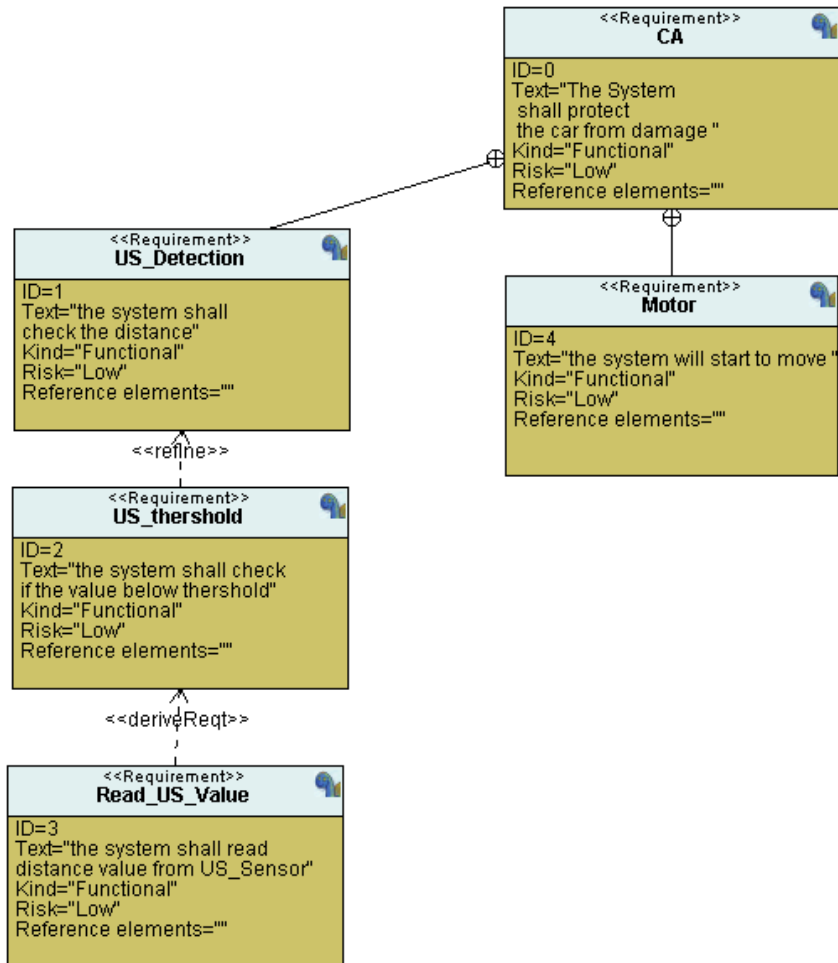 <<Requirement>>
CA
ID=0
Text="The System
shall protect
the car from damage "
Kind="Functional"
Risk="Low"
Reference elements=""
<<Requirement>>
US_Detection
ID=1
Text="the system shall
check the distance"
Kind="Functional"
Risk="Low"
Reference elements=""
<<Requirement>>
Motor
ID=4
Text="the system will start to move "
Kind="Functional"
Risk="Low"
Reference elements=""
<<refine>>
<<Requirement>>
US_thershold
ID=2
Text="the system shall check
if the value below thershold"
Kind="Functional"
Risk="Low"
Reference elements=""
<<deriveReqt>>
<<Requirement>>
Read_US_Value
ID=3
Text="the system shall read
distance value from US_Sensor"
Kind="Functional"
Risk="Low"
Reference elements=""